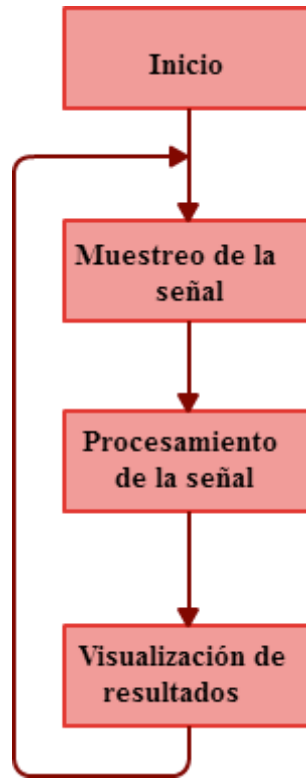 Inicio
Muestreo de la
señal
Procesamiento
de la señal
Visualización de
resultados